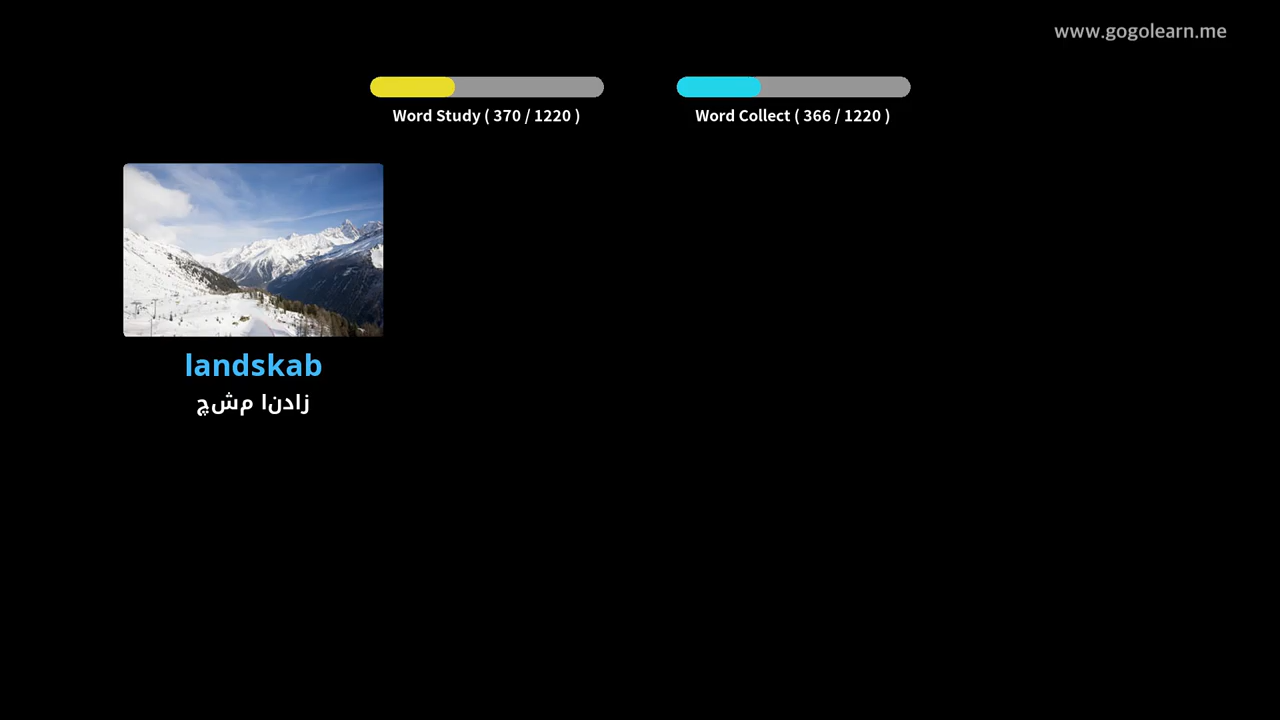 www.gogolearn.me
Word Study ( 370 / 1220 )
Word Collect ( 366 / 1220 )
landskab
زادنا مشچ